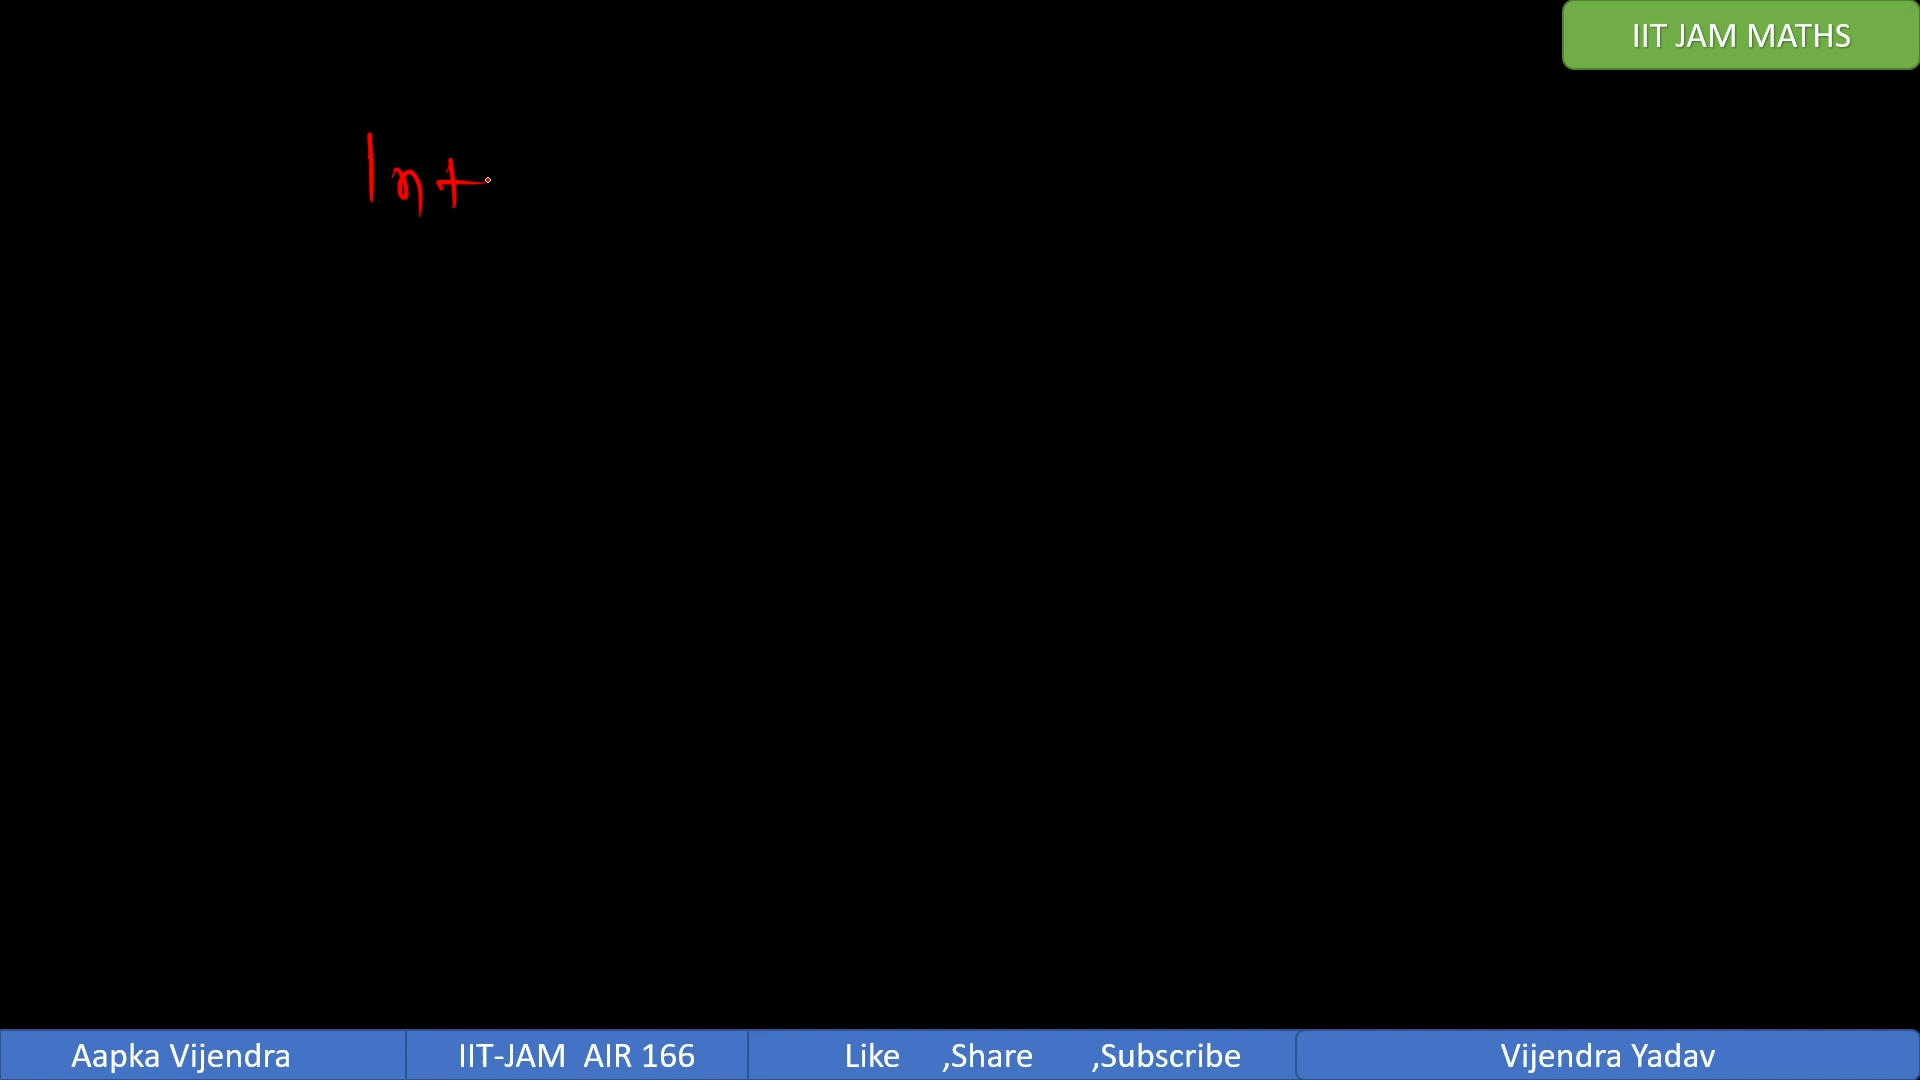 IIT JAM MATHS
Int
Aapka Vijendra IIT-JAM AIR 166 Like ,Share ,Subscribe Vijendra Yadav